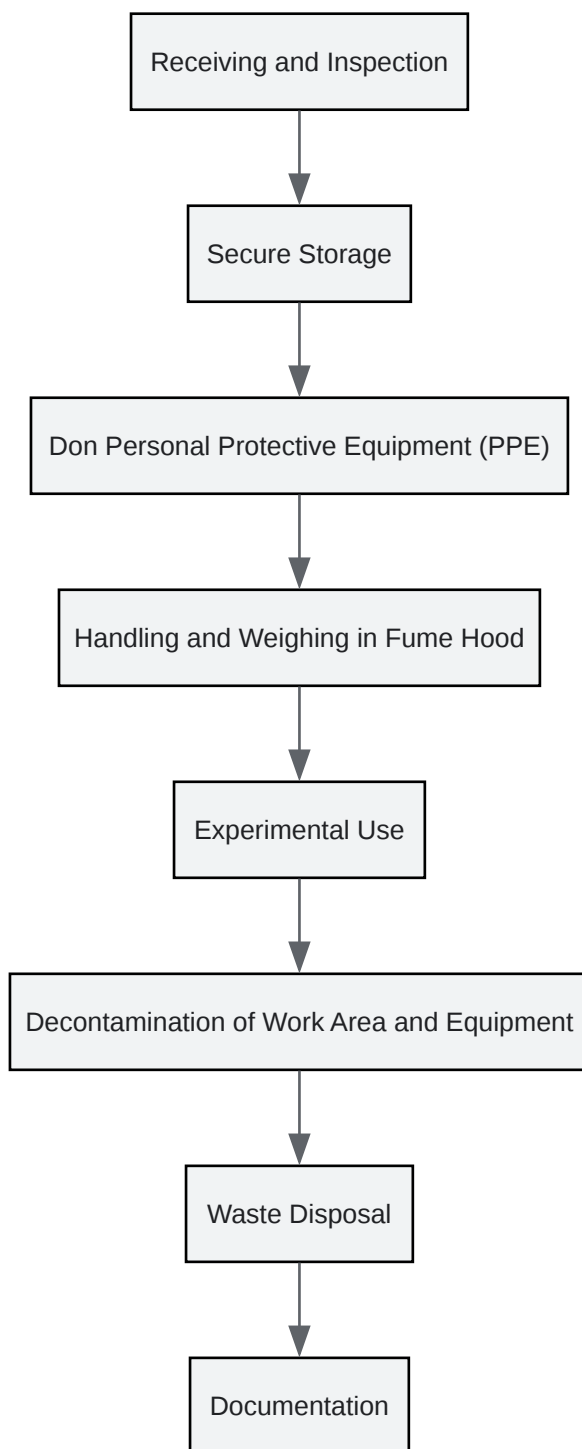 Receiving and Inspection
Secure Storage
Don Personal Protective Equipment (PPE)
Handling and Weighing in Fume Hood
Experimental Use
Decontamination of Work Area and Equipment
Waste Disposal
Documentation